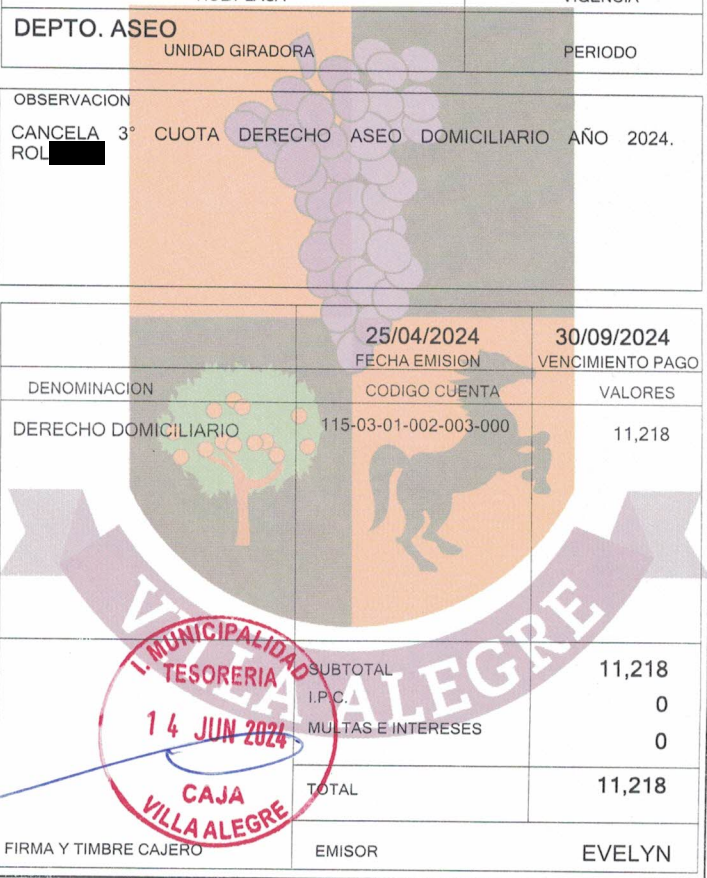 VIGENCIA
DEPTO. ASEO
UNIDAD GIRADORA
PERIODO
OBSERVACION
CANCELA 3° CUOTA DERECHO ASEO DOMICILIARIO AÑO 2024.
ROL
25/04/2024 30/09/2024
FECHA EMISION VENCIMIENTO PAGO
DENOMINACION CODIGO CUENTA VALORES
DERECHO DOMICILIARIO 115-03-01-002-003-000 11,218
VILLA ALEGRE
I. MUNICIPALIDAD
TESORERIA
14 JUN 2024
CAJA
VILLA ALEGRE
SUBTOTAL 11,218
I.P.C. 0
MULTAS E INTERESES 0
TOTAL 11,218
FIRMA Y TIMBRE CAJERO EMISOR EVELYN